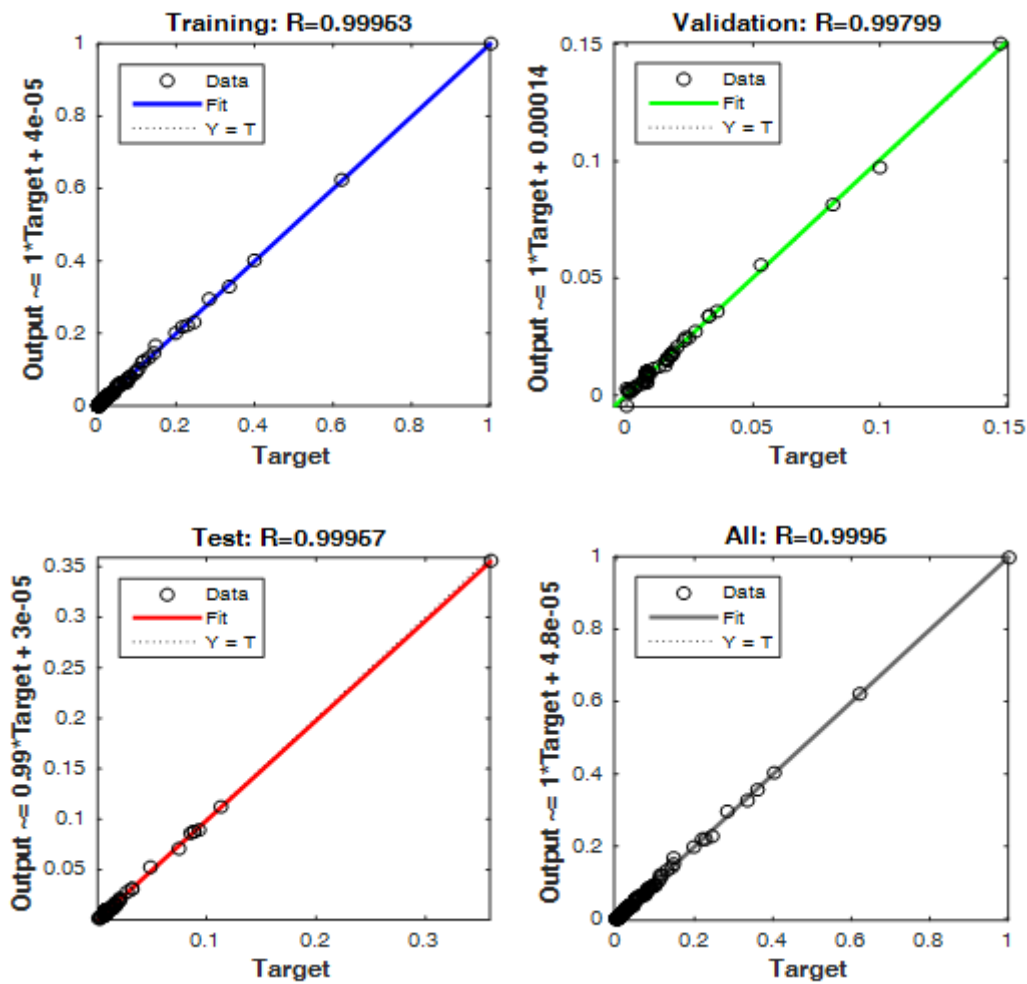 Training: R=0.99953
Output ~= 1*Target + 4e-05
1
0.8
0.6
0.4
0.2
0
Data
Fit
Y = T
0 0.2 0.4 0.6 0.8 1
Target
Validation: R=0.99799
Output ~= 1*Target + 0.00014
0.15
0.1
0.05
0
Data
Fit
Y = T
0 0.05 0.1 0.15
Target
Test: R=0.99957
Output ~= 0.99*Target + 3e-05
0.35
0.3
0.25
0.2
0.15
0.1
0.05
Data
Fit
Y = T
0.1 0.2 0.3
Target
All: R=0.9995
Output ~= 1*Target + 4.8e-05
1
0.8
0.6
0.4
0.2
0
Data
Fit
Y = T
0 0.2 0.4 0.6 0.8 1
Target